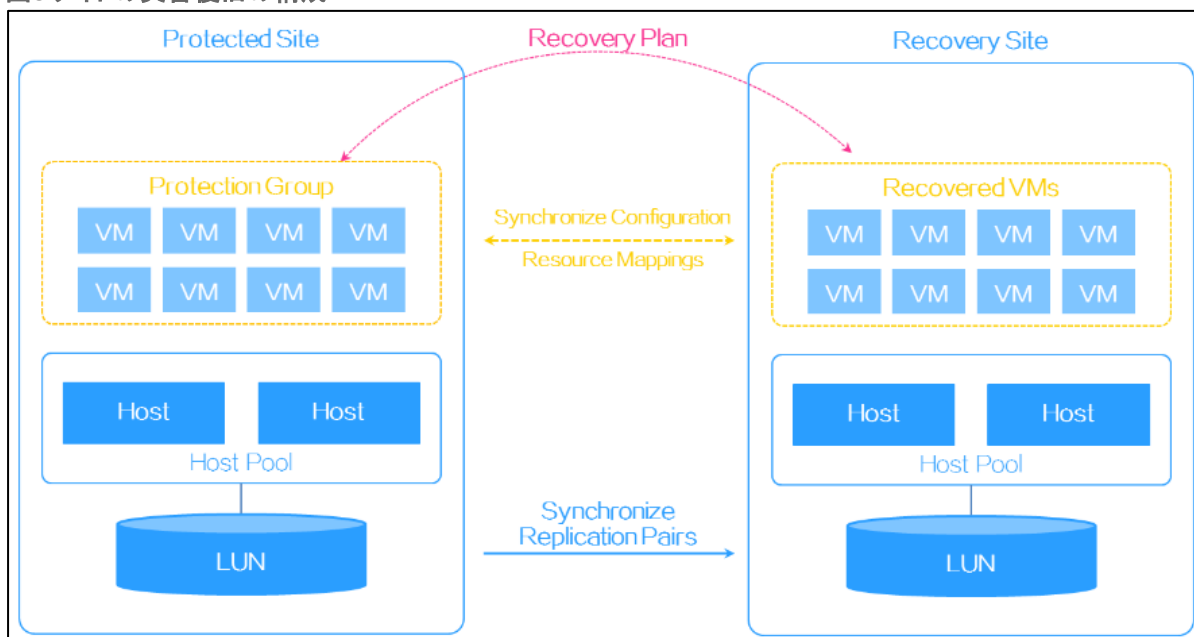 Protected Site
Recovery Plan
Recovery Site
Protection Group
VM VM VM VM
VM VM VM VM
Synchronize Configuration
Resource Mappings
Recovered VMs
VM VM VM VM
VM VM VM VM
Host Host
Host Pool
LUN
Synchronize
Replication Pairs
Host Host
Host Pool
LUN